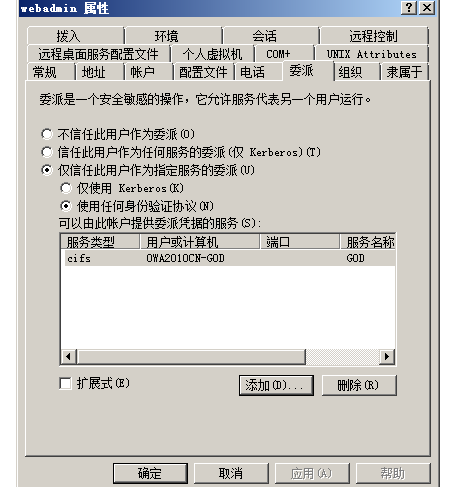 webadmin 属性
拨入 环境 会话 远程控制
远程桌面服务配置文件 个人虚拟机 COM+ UNIX Attributes
常规 地址 帐户 配置文件 电话 委派 组织 隶属于
委派是一个安全敏感的操作，它允许服务代表另一个用户运行。
不信任此用户作为委派(O)
信任此用户作为任何服务的委派(仅 Kerberos)(T)
仅信任此用户作为指定服务的委派(U)
仅使用 Kerberos(K)
使用任何身份验证协议(N)
可以由此帐户提供委派凭据的服务(S):
服务类型 用户或计算机 端口 服务名称
cifs OWA2010CN-GOD GOD
扩展式(E) 添加(D)... 删除(R)
确定 取消 应用(A) 帮助